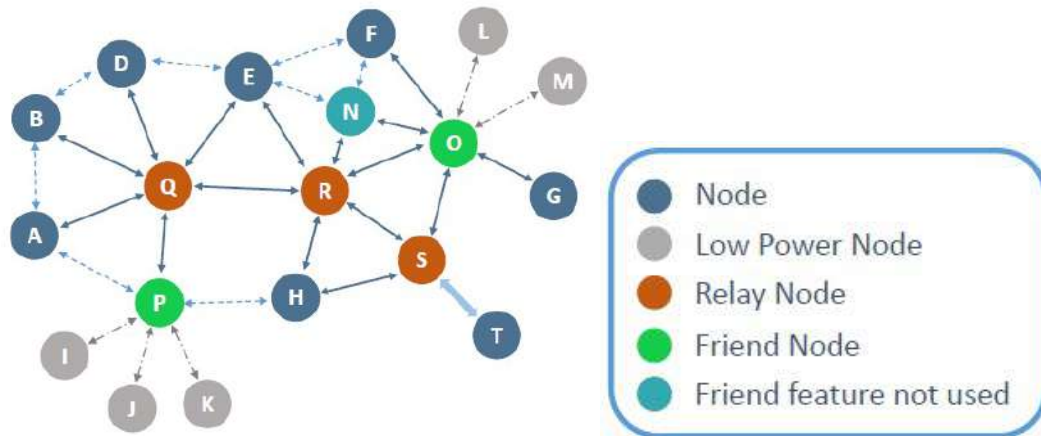 L
F
M
D
E
N
B
O
Q
R
G
A
S
H
P
T
I
J
K
Node
Low Power Node
Relay Node
Friend Node
Friend feature not used